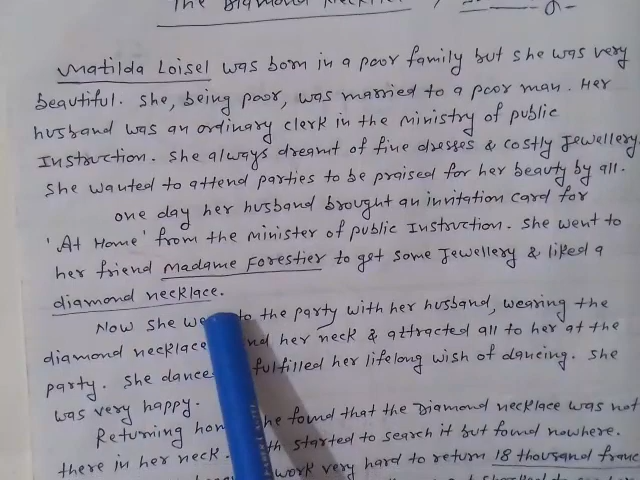 The Diamond Necklace
Matilda Loisel was born in a poor family but she was very
beautiful. She, being poor, was married to a poor man. Her
husband was an ordinary clerk in the ministry of public
Instruction. She always dreamt of fine dresses & costly Jewellery.
She wanted to attend parties to be praised for her beauty by all.
one day her husband brought an invitation card for
'At Home' from the minister of public Instruction. She went to
her friend madame Forestier to get some Jewellery & liked a
diamond necklace.
Now she we to the party with her husband, wearing the
diamond necklace nd her neck & attracted all to her at the
party. She dance fulfilled her lifelong wish of dancing. She
was very happy.
Returning hom he found that the Diamond necklace was not
there in her neck. th started to search it but found nowhere.
work very hard to return 18 thousand franc